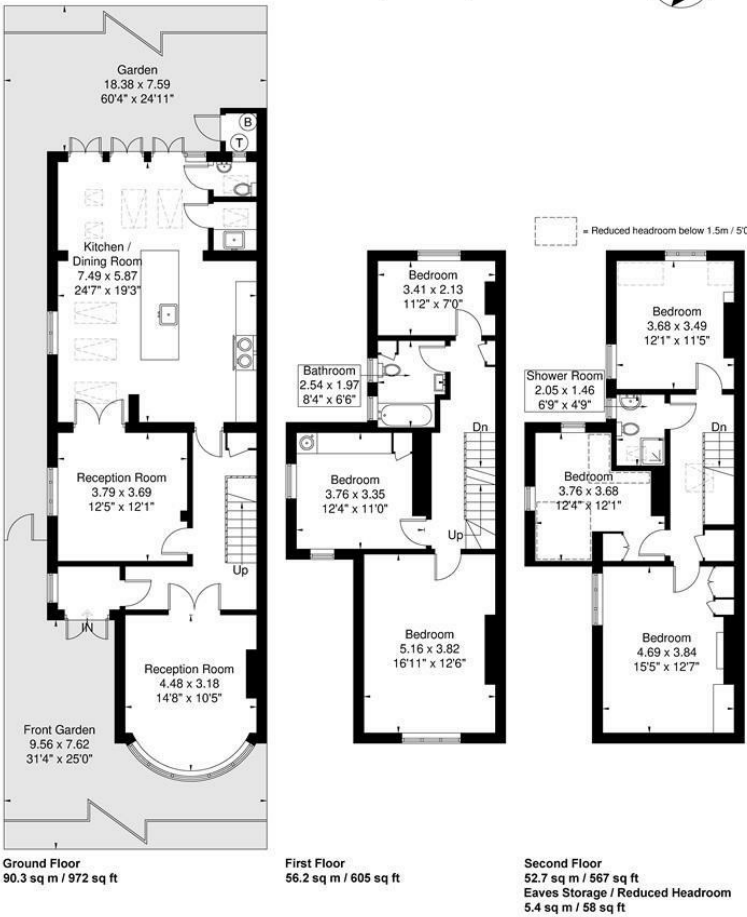 Garden
18.38 x 7.59
60'4" x 24'11"
B
T
Kitchen /
Dining Room
7.49 x 5.87
24'7" x 19'3"
Reception Room
3.79 x 3.69
12'5" x 12'1"
Up
IN
Reception Room
4.48 x 3.18
14'8" x 10'5"
Front Garden
9.56 x 7.62
31'4" x 25'0"
Ground Floor
90.3 sq m / 972 sq ft
Bedroom
3.41 x 2.13
11'2" x 7'0"
Bathroom
2.54 x 1.97
8'4" x 6'6"
Dn
Bedroom
3.76 x 3.35
12'4" x 11'0"
Up
Bedroom
5.16 x 3.82
16'11" x 12'6"
First Floor
56.2 sq m / 605 sq ft
= Reduced headroom below 1.5m / 5'0
Bedroom
3.68 x 3.49
12'1" x 11'5"
Shower Room
2.05 x 1.46
6'9" x 4'9"
Dn
Bedroom
3.76 x 3.68
12'4" x 12'1"
Bedroom
4.69 x 3.84
15'5" x 12'7"
Second Floor
52.7 sq m / 567 sq ft
Eaves Storage / Reduced Headroom
5.4 sq m / 58 sq ft